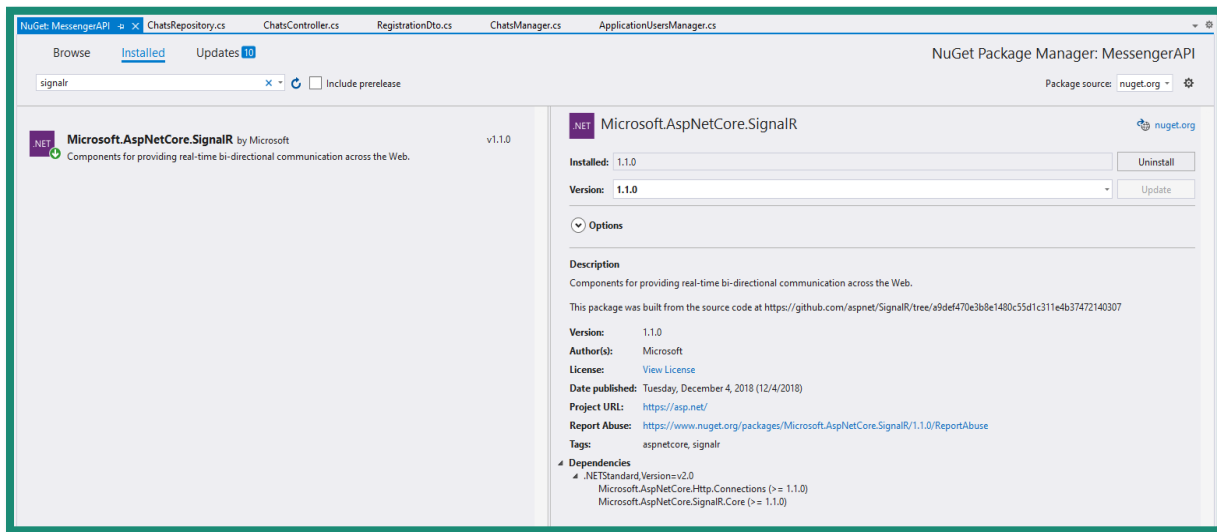 NuGet: MessengerAPI ChatsRepository.cs ChatsController.cs RegistrationDto.cs ChatsManager.cs ApplicationUsersManager.cs
Browse Installed Updates 10 NuGet Package Manager: MessengerAPI
signalr Include prerelease Package source: nuget.org
.NET Microsoft.AspNetCore.SignalR by Microsoft v1.1.0
Components for providing real-time bi-directional communication across the Web.
.NET Microsoft.AspNetCore.SignalR nuget.org
Installed: 1.1.0 Uninstall
Version: 1.1.0 Update
Options
Description
Components for providing real-time bi-directional communication across the Web.
This package was built from the source code at https://github.com/aspnet/SignalR/tree/a9def470e3b8e1480c55d1c311e4b37472140307
Version: 1.1.0
Author(s): Microsoft
License: View License
Date published: Tuesday, December 4, 2018 (12/4/2018)
Project URL: https://asp.net/
Report Abuse: https://www.nuget.org/packages/Microsoft.AspNetCore.SignalR/1.1.0/ReportAbuse
Tags: aspnetcore, signalr
Dependencies
.NETStandard,Version=v2.0
Microsoft.AspNetCore.Http.Connections (>= 1.1.0)
Microsoft.AspNetCore.SignalR.Core (>= 1.1.0)